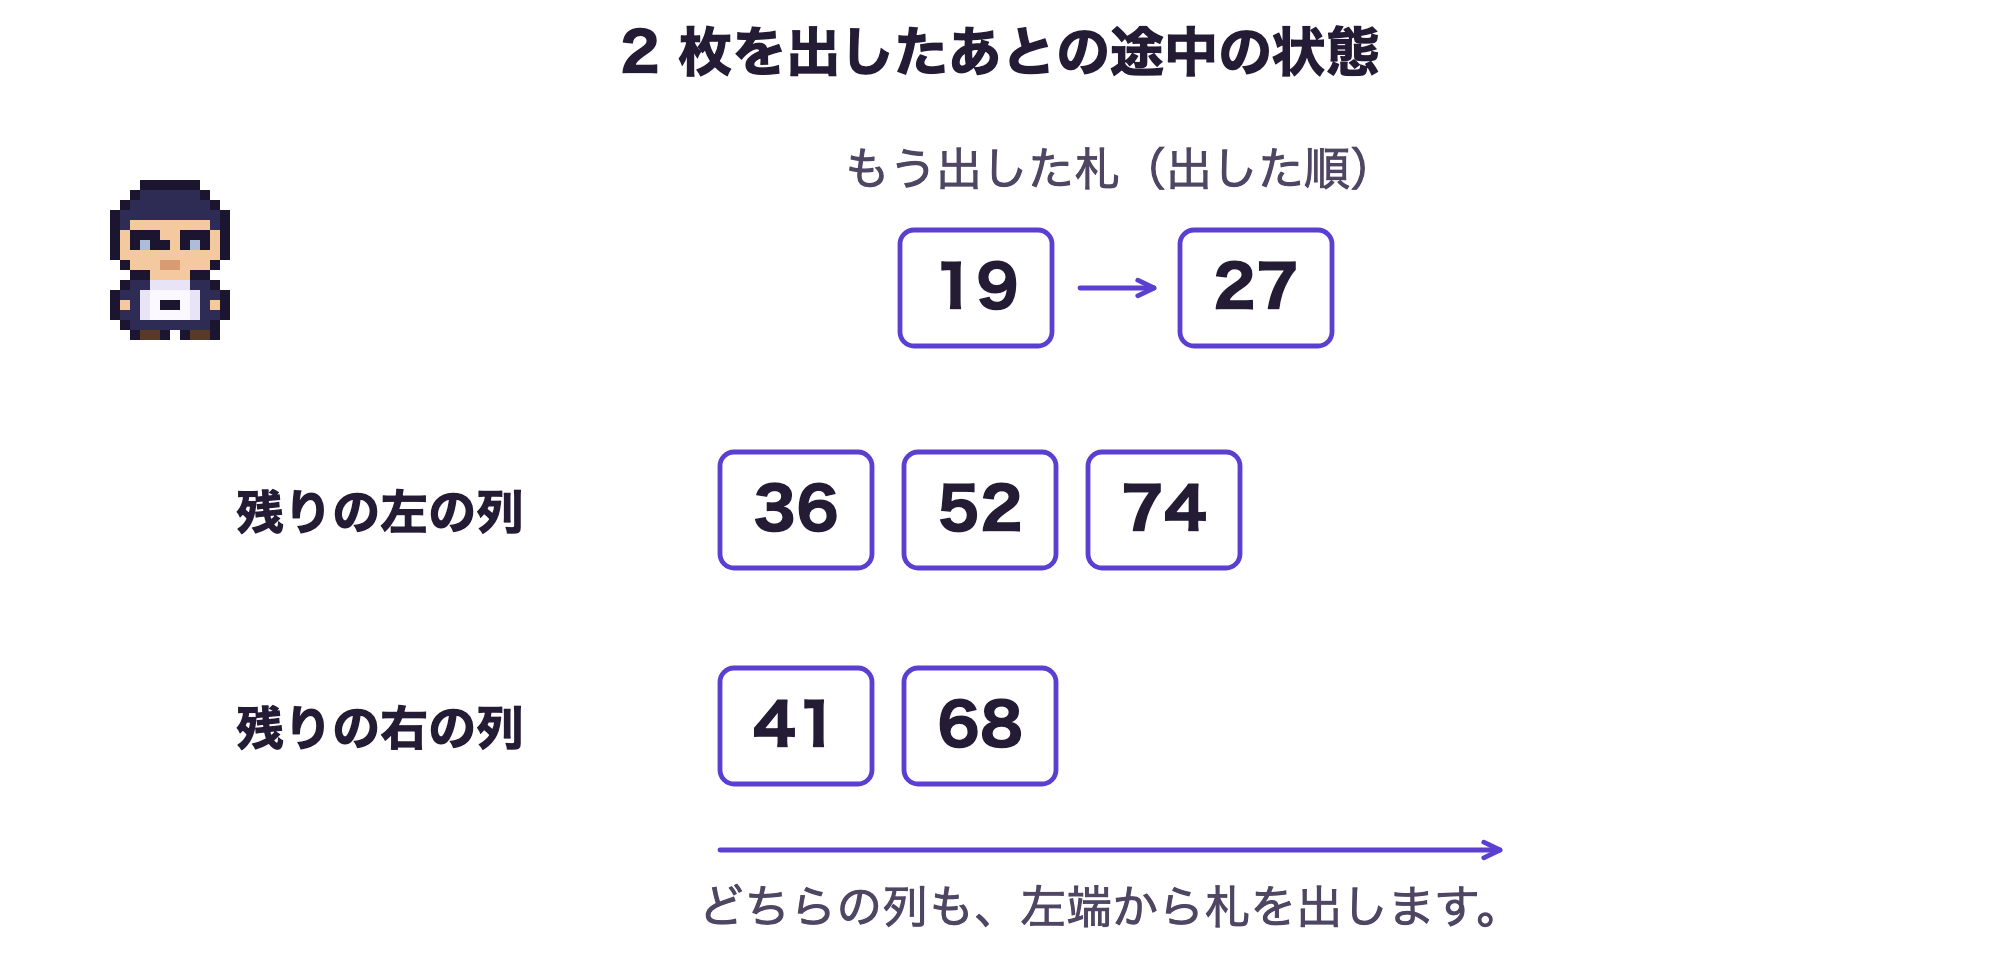 2 枚を出したあとの途中の状態
もう出した札（出した順）
19 → 27
残りの左の列 36 52 74
残りの右の列 41 68
どちらの列も、左端から札を出します。